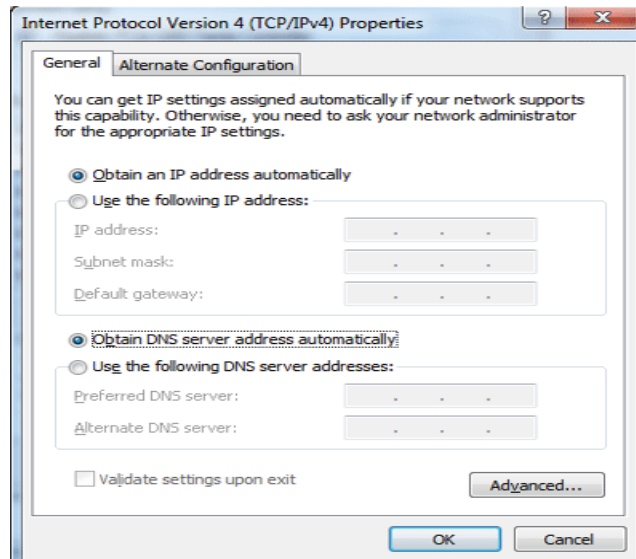 Internet Protocol Version 4 (TCP/IPv4) Properties
General
Alternate Configuration
You can get IP settings assigned automatically if your network supports
this capability. Otherwise, you need to ask your network administrator
for the appropriate IP settings.
Obtain an IP address automatically
Use the following IP address:
IP address:
Subnet mask:
Default gateway:
Obtain DNS server address automatically
Use the following DNS server addresses:
Preferred DNS server:
Alternate DNS server:
Validate settings upon exit
Advanced...
OK
Cancel